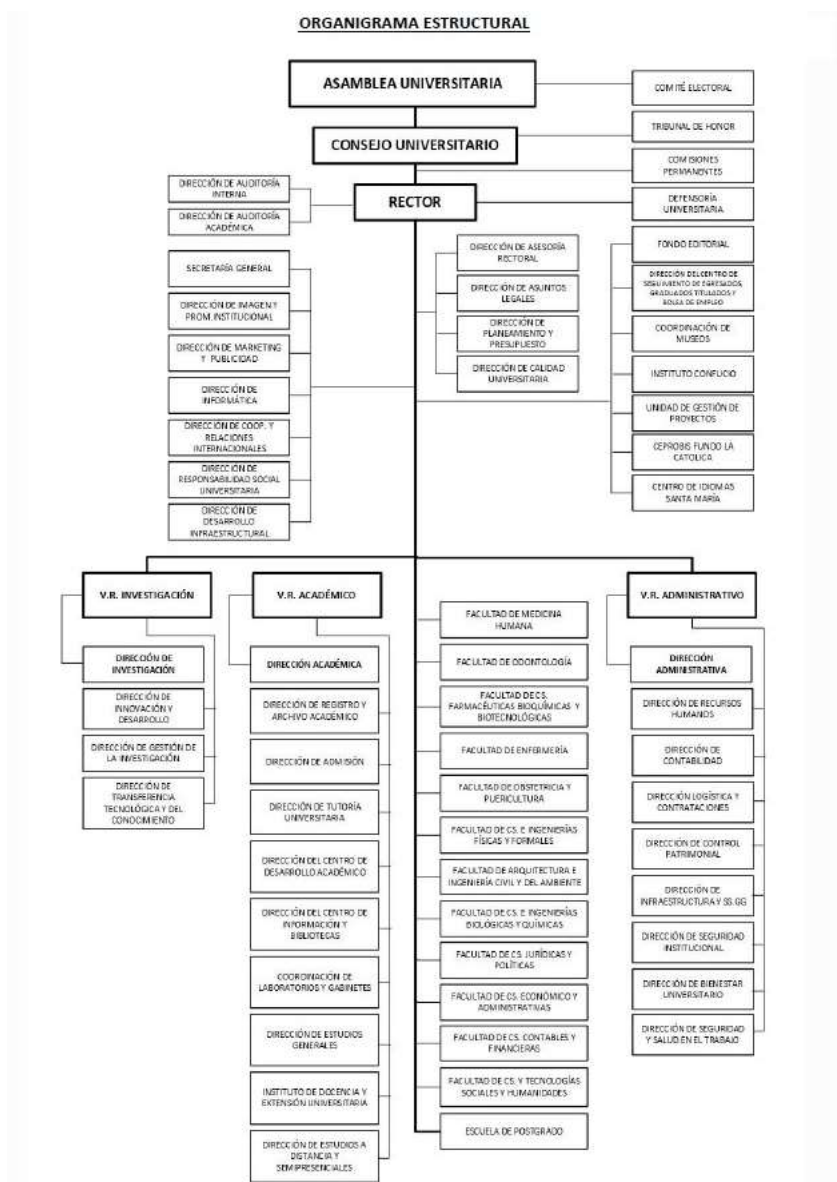 ORGANIGRAMA ESTRUCTURAL
ASAMBLEA UNIVERSITARIA
COMITÉ ELECTORAL
TRIBUNAL DE HONOR
CONSEJO UNIVERSITARIO
COMISIONES
PERMANENTES
DIRECCIÓN DE AUDITORÍA
INTERNA
DIRECCIÓN DE AUDITORÍA
ACADÉMICA
RECTOR
DEFENSORÍA
UNIVERSITARIA
SECRETARÍA GENERAL
DIRECCIÓN DE IMAGEN Y
PROM. INSTITUCIONAL
DIRECCIÓN DE MARKETING
Y PUBLICIDAD
DIRECCIÓN DE
INFORMÁTICA
DIRECCIÓN DE COOP. Y
RELACIONES
INTERNACIONALES
DIRECCIÓN DE
RESPONSABILIDAD SOCIAL
UNIVERSITARIA
DIRECCIÓN DE
DESARROLLO
INFRAESTRUCTURAL
DIRECCIÓN DE ASESORÍA
RECTORAL
DIRECCIÓN DE ASUNTOS
LEGALES
DIRECCIÓN DE
PLANEAMIENTO Y
PRESUPUESTO
DIRECCIÓN DE CALIDAD
UNIVERSITARIA
FONDO EDITORIAL
DIRECCIÓN DEL CENTRO DE
SEGUIMIENTO DE EGRESADOS,
GRADUADOS TITULADOS Y
BOLSA DE EMPLEO
COORDINACIÓN DE
MUSEOS
INSTITUTO CONFUCIO
UNIDAD DE GESTIÓN DE
PROYECTOS
CEPROBIS FUNDO LA
CATOLICA
CENTRO DE IDIOMAS
SANTA MARÍA
V.R. INVESTIGACIÓN
DIRECCIÓN DE
INVESTIGACIÓN
DIRECCIÓN DE
INNOVACIÓN Y
DESARROLLO
DIRECCIÓN DE GESTIÓN DE
LA INVESTIGACIÓN
DIRECCIÓN DE
TRANSFERENCIA
TECNOLÓGICA Y DEL
CONOCIMIENTO
V.R. ACADÉMICO
DIRECCIÓN ACADÉMICA
DIRECCIÓN DE REGISTRO Y
ARCHIVO ACADÉMICO
DIRECCIÓN DE ADMISIÓN
DIRECCIÓN DE TUTORÍA
UNIVERSITARIA
DIRECCIÓN DEL CENTRO DE
DESARROLLO ACADÉMICO
DIRECCIÓN DEL CENTRO DE
INFORMACIÓN Y
BIBLIOTECAS
COORDINACIÓN DE
LABORATORIOS Y GABINETES
DIRECCIÓN DE ESTUDIOS
GENERALES
INSTITUTO DE DOCENCIA Y
EXTENSIÓN UNIVERSITARIA
DIRECCIÓN DE ESTUDIOS A
DISTANCIA Y
SEMIPRESENCIALES
FACULTAD DE MEDICINA
HUMANA
FACULTAD DE ODONTOLOGÍA
FACULTAD DE CS.
FARMACÉUTICAS BIOQUÍMICAS Y
BIOTECNOLÓGICAS
FACULTAD DE ENFERMERÍA
FACULTAD DE OBSTETRICIA Y
PUERICULTURA
FACULTAD DE CS. E INGENIERÍAS
FÍSICAS Y FORMALES
FACULTAD DE ARQUITECTURA E
INGENIERÍA CIVIL Y DEL AMBIENTE
FACULTAD DE CS. E INGENIERÍAS
BIOLÓGICAS Y QUÍMICAS
FACULTAD DE CS. JURÍDICAS Y
POLÍTICAS
FACULTAD DE CS. ECONÓMICO Y
ADMINISTRATIVAS
FACULTAD DE CS. CONTABLES Y
FINANCIERAS
FACULTAD DE CS. Y TECNOLOGÍAS
SOCIALES Y HUMANIDADES
ESCUELA DE POSTGRADO
V.R. ADMINISTRATIVO
DIRECCIÓN
ADMINISTRATIVA
DIRECCIÓN DE RECURSOS
HUMANOS
DIRECCIÓN DE
CONTABILIDAD
DIRECCIÓN LOGÍSTICA Y
CONTRATACIONES
DIRECCIÓN DE CONTROL
PATRIMONIAL
DIRECCIÓN DE
INFRAESTRUCTURA Y SS.GG
DIRECCIÓN DE SEGURIDAD
INSTITUCIONAL
DIRECCIÓN DE BIENESTAR
UNIVERSITARIO
DIRECCIÓN DE SEGURIDAD
Y SALUD EN EL TRABAJO